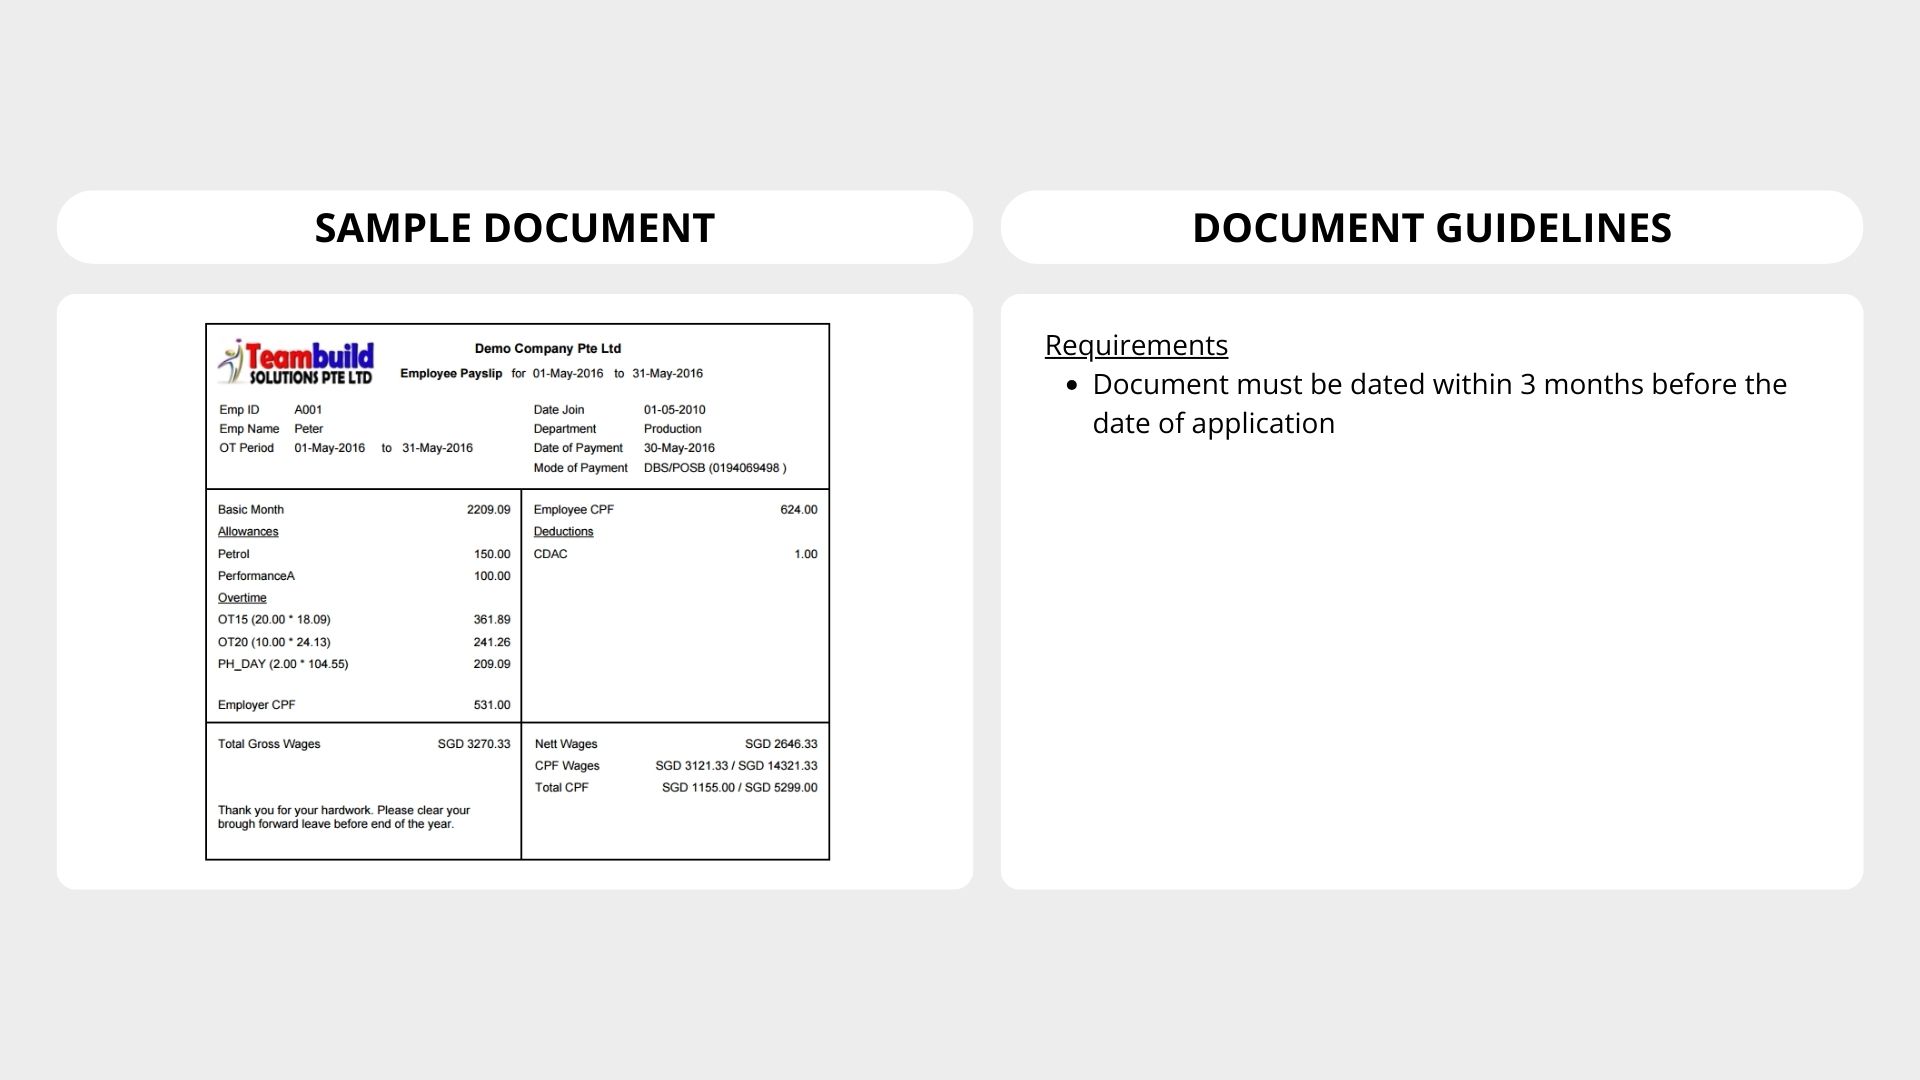 SAMPLE DOCUMENT
Teambuild
SOLUTIONS PTE LTD
Demo Company Pte Ltd
Employee Payslip for 01-May-2016 to 31-May-2016
Emp ID A001
Emp Name Peter
OT Period 01-May-2016 to 31-May-2016
Date Join 01-05-2010
Department Production
Date of Payment 30-May-2016
Mode of Payment DBS/POSB (0194069498 )
Basic Month 2209.09
Allowances
Petrol 150.00
PerformanceA 100.00
Overtime
OT15 (20.00 * 18.09) 361.89
OT20 (10.00 * 24.13) 241.26
PH_DAY (2.00 * 104.55) 209.09
Employer CPF 531.00
Employee CPF 624.00
Deductions
CDAC 1.00
Total Gross Wages SGD 3270.33
Thank you for your hardwork. Please clear your
brough forward leave before end of the year.
Nett Wages SGD 2646.33
CPF Wages SGD 3121.33 / SGD 14321.33
Total CPF SGD 1155.00 / SGD 5299.00
DOCUMENT GUIDELINES
Requirements
• Document must be dated within 3 months before the
date of application